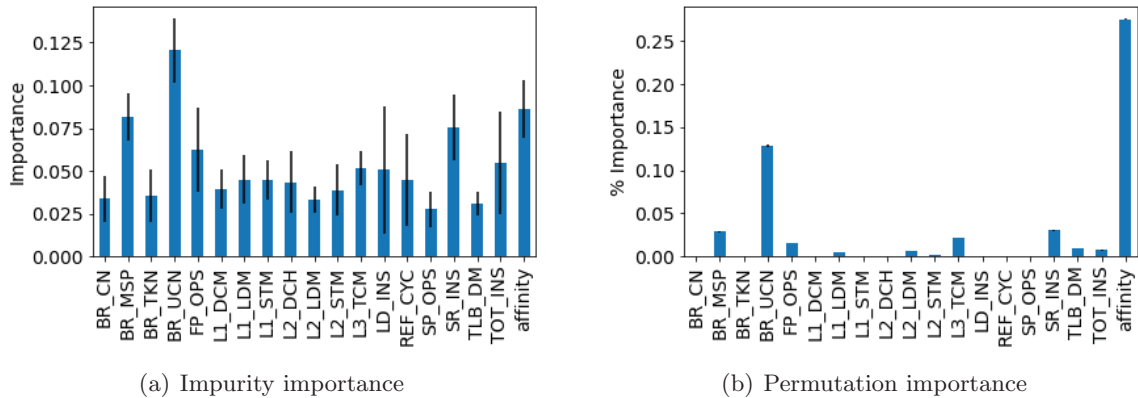 Importance
0.125
0.100
0.075
0.050
0.025
0.000
BR_CN
BR_MSP
BR_TKN
BR_UCN
FP_OPS
L1_DCM
L1_LDM
L1_STM
L2_DCH
L2_LDM
L2_STM
L3_TCM
LD_INS
REF_CYC
SP_OPS
SR_INS
TLB_DM
TOT_INS
affinity
(a) Impurity importance
% Importance
0.25
0.20
0.15
0.10
0.05
0.00
BR_CN
BR_MSP
BR_TKN
BR_UCN
FP_OPS
L1_DCM
L1_LDM
L1_STM
L2_DCH
L2_LDM
L2_STM
L3_TCM
LD_INS
REF_CYC
SP_OPS
SR_INS
TLB_DM
TOT_INS
affinity
(b) Permutation importance